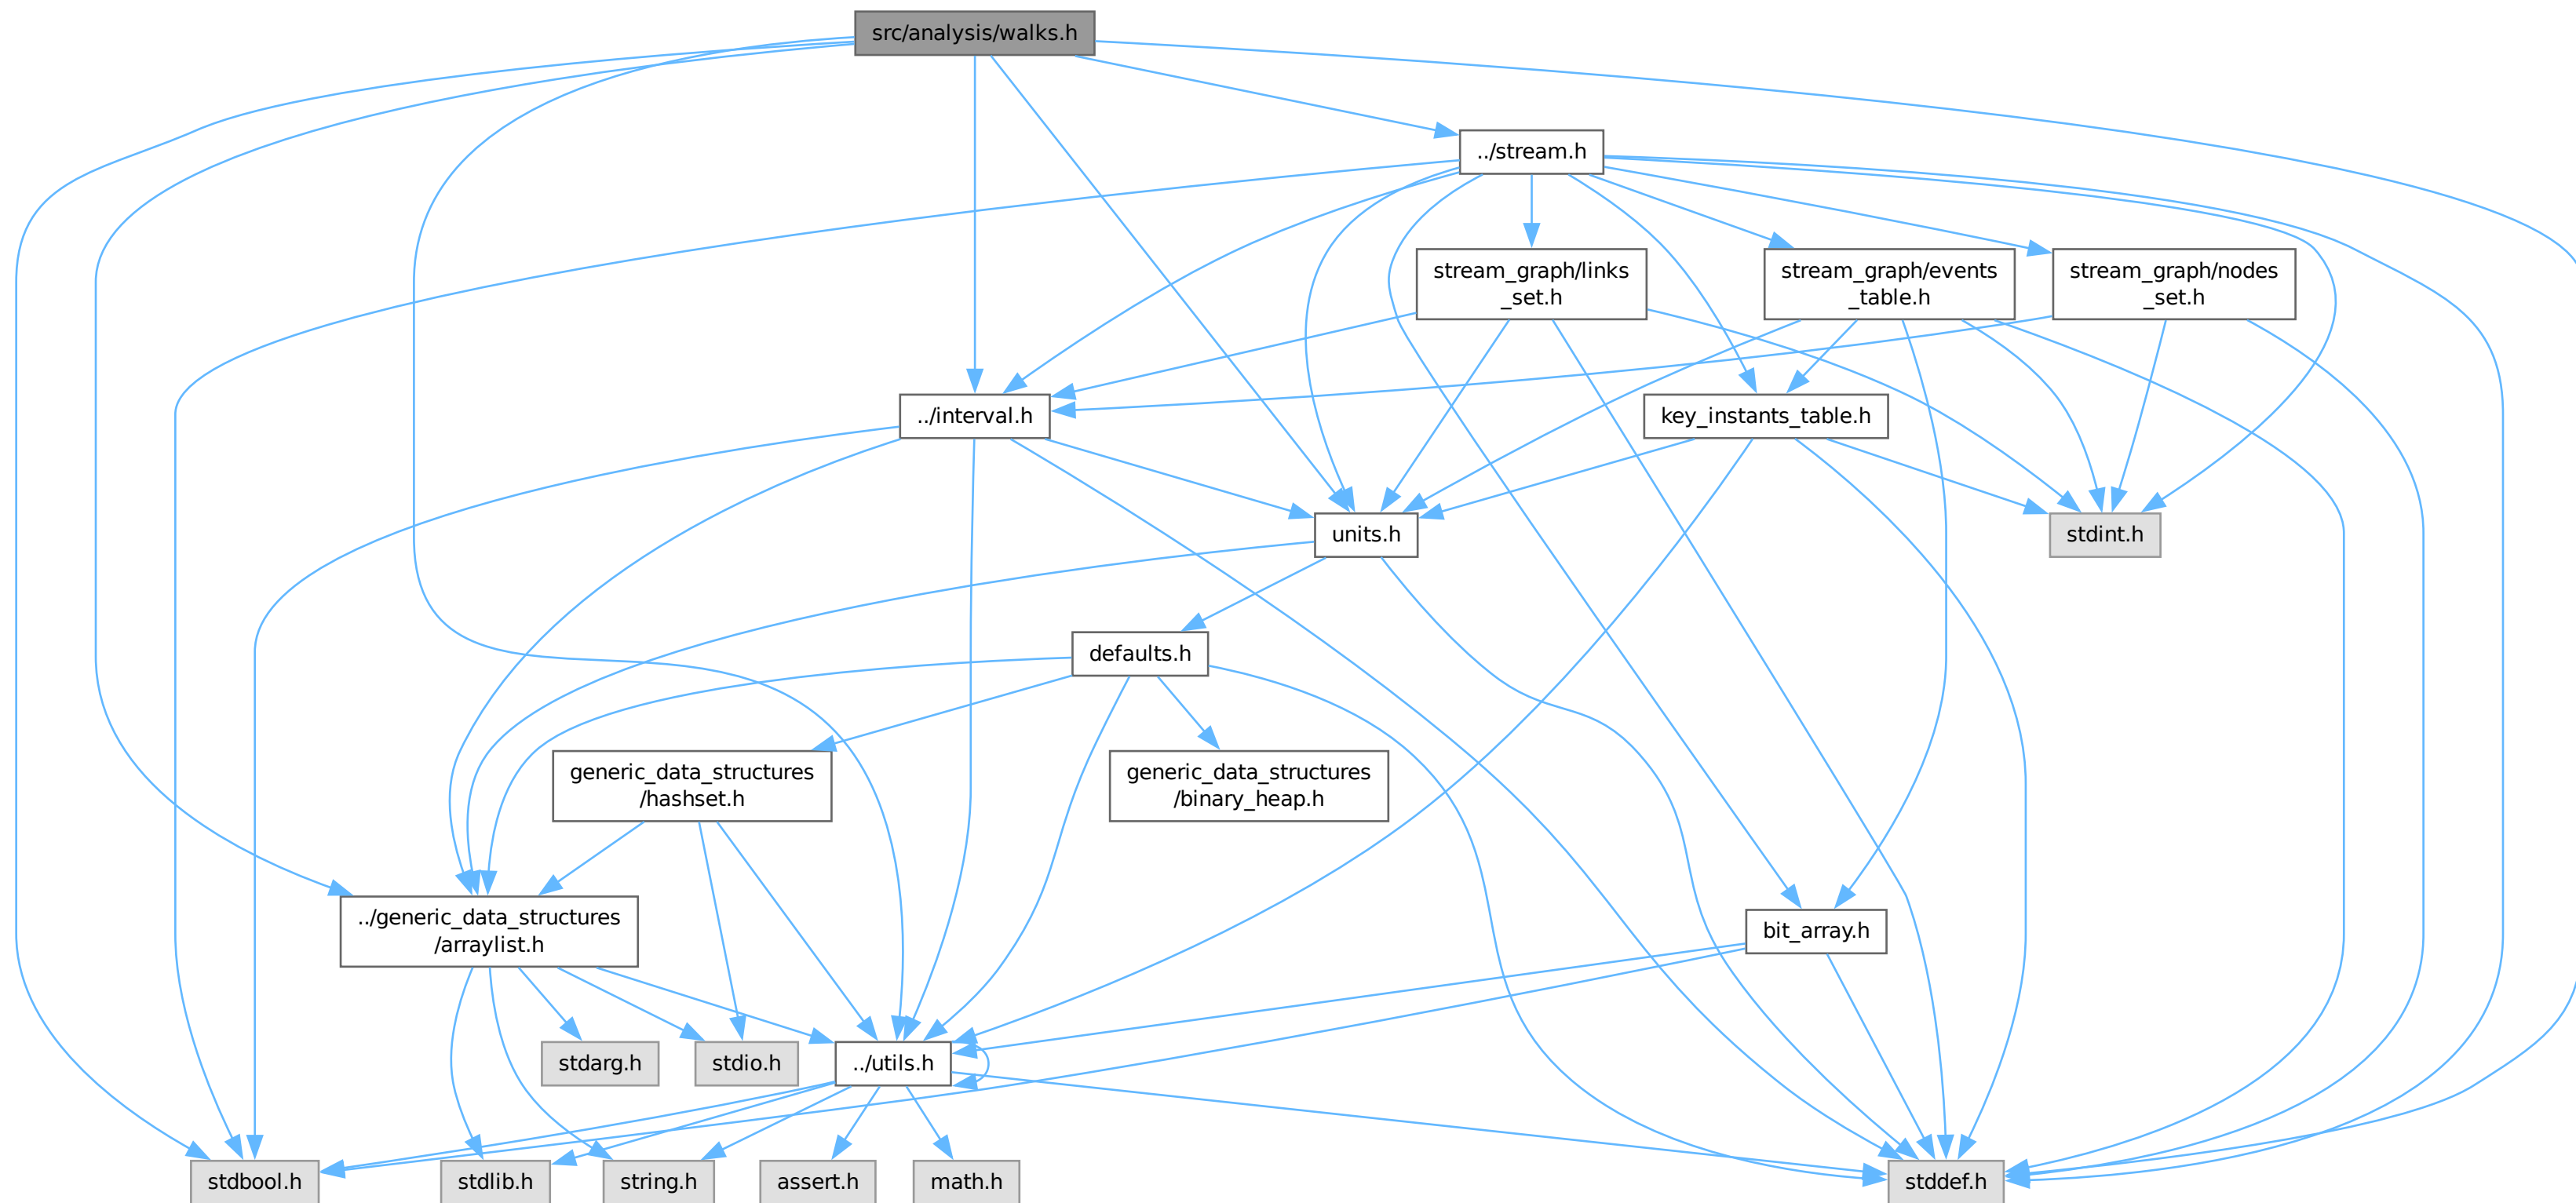 src/analysis/walks.h
../stream.h
stream_graph/links
_set.h
stream_graph/events
_table.h
stream_graph/nodes
_set.h
../interval.h
key_instants_table.h
units.h
stdint.h
defaults.h
generic_data_structures
/hashset.h
generic_data_structures
/binary_heap.h
../generic_data_structures
/arraylist.h
bit_array.h
stdarg.h
stdio.h
../utils.h
stdbool.h
stdlib.h
string.h
assert.h
math.h
stddef.h